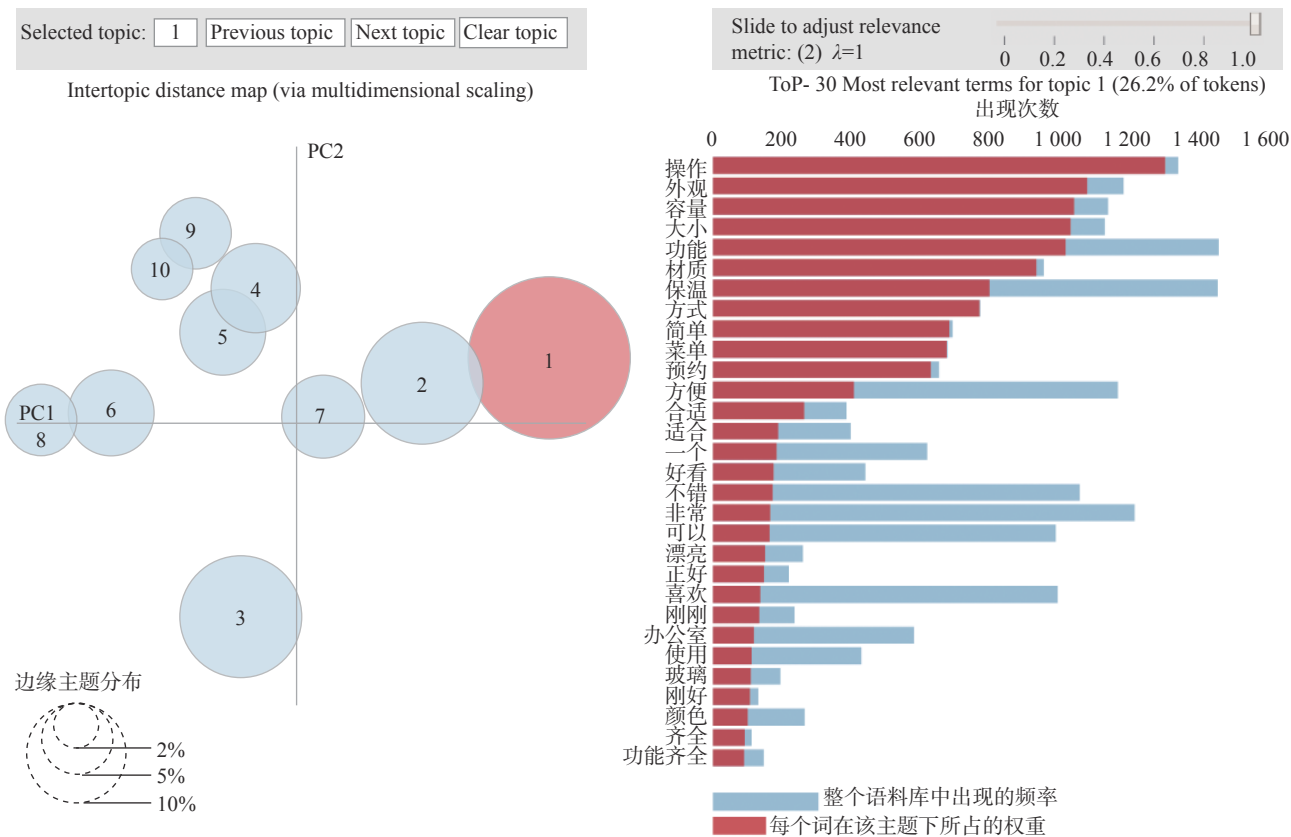 Selected topic: 1 Previous topic Next topic Clear topic
Intertopic distance map (via multidimensional scaling)
PC2
9
10
4
5
1
2
6
7
PC1
8
3
边缘主题分布
2%
5%
10%
Slide to adjust relevance
metric: (2) λ=1
0 0.2 0.4 0.6 0.8 1.0
ToP- 30 Most relevant terms for topic 1 (26.2% of tokens)
出现次数
0 200 400 600 800 1 000 1 200 1 400 1 600
操作
外观
容量
大小
功能
材质
保温
方式
简单
菜单
预约
方便
合适
适合
一个
好看
不错
非常
可以
漂亮
正好
喜欢
刚刚
办公室
使用
玻璃
刚好
颜色
齐全
功能齐全
整个语料库中出现的频率
每个词在该主题下所占的权重